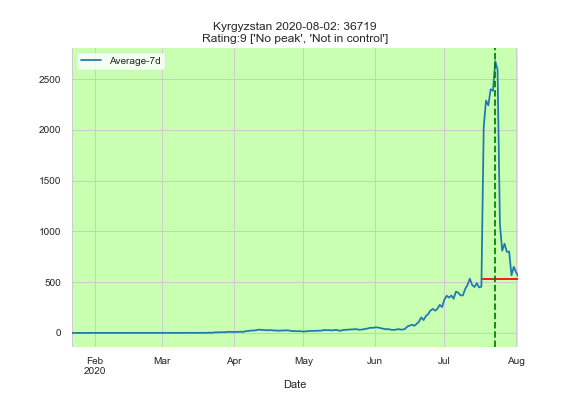 Kyrgyzstan 2020-08-02: 36719
Rating:9 ['No peak', 'Not in control']
Average-7d
2500
2000
1500
1000
500
0
Feb Mar Apr May Jun Jul Aug
2020
Date